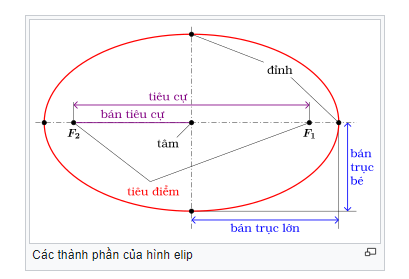 đỉnh
tiêu cự
bán tiêu cự
F₂
F₁
tâm
bán
trục
bé
tiêu điểm
bán trục lớn
Các thành phần của hình elip